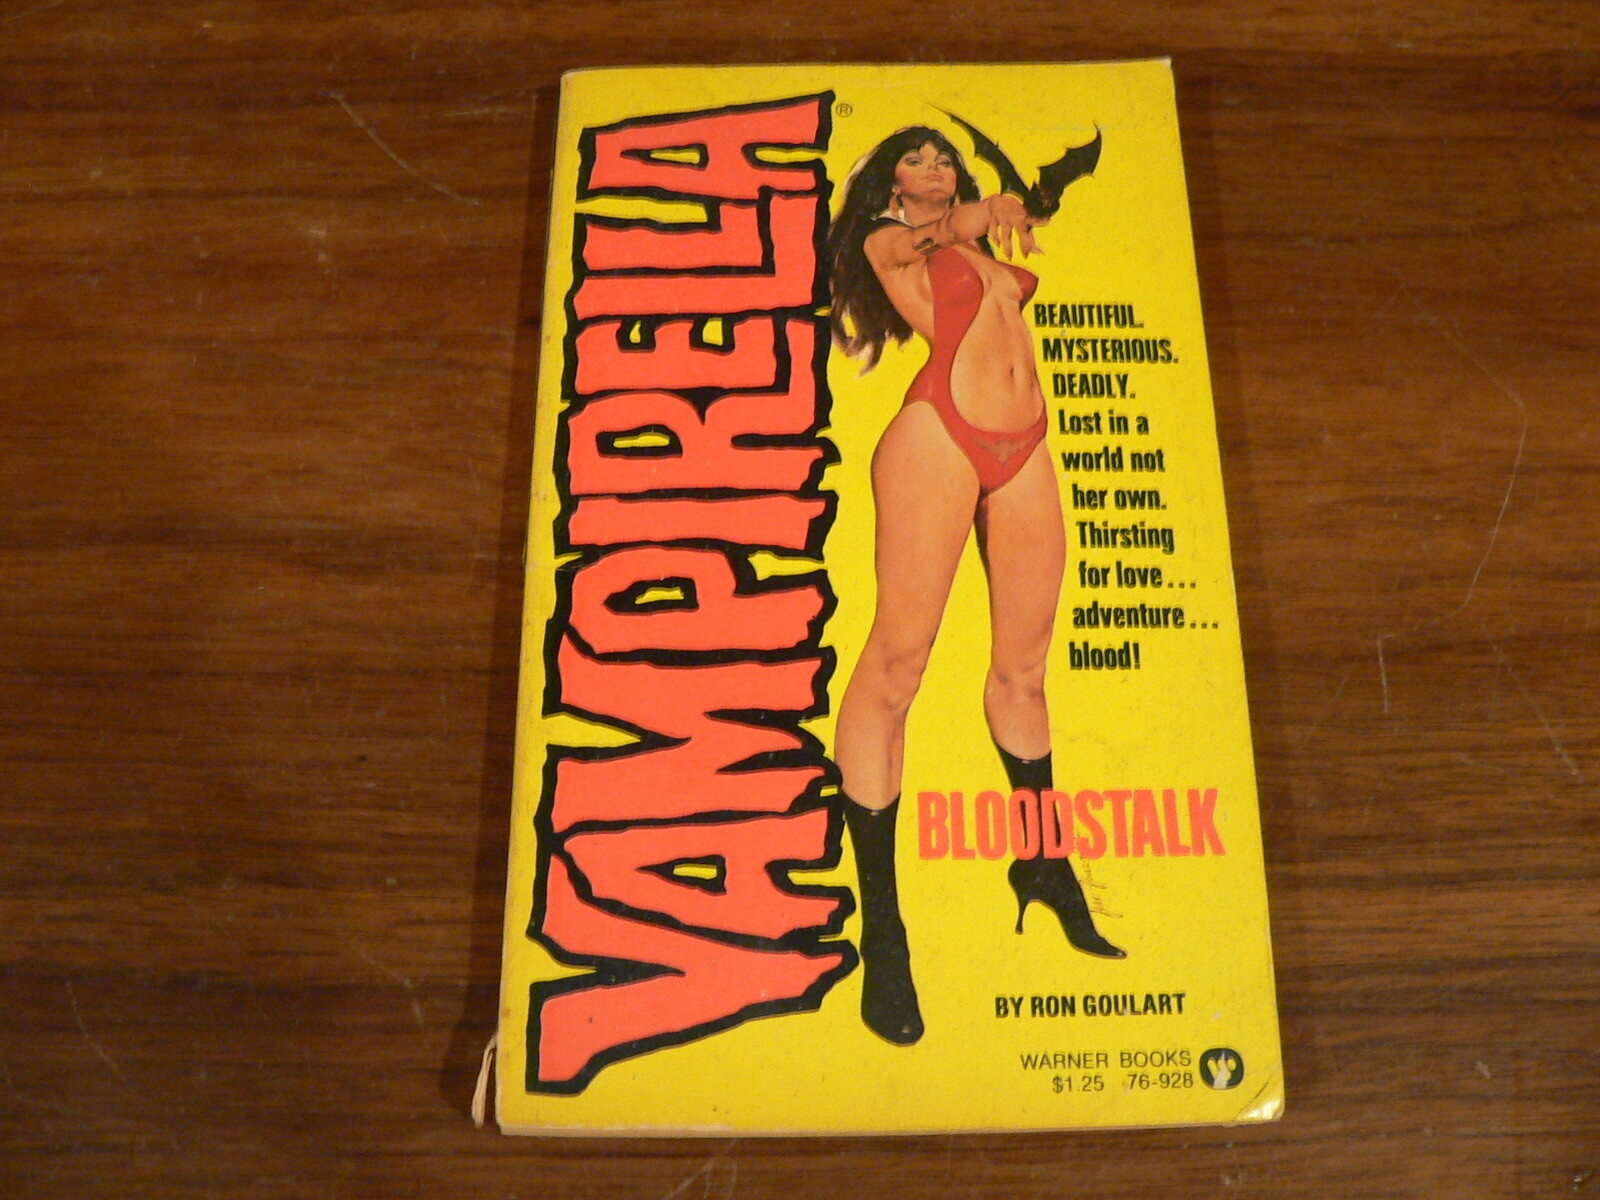 VAMPIRELLA®
BEAUTIFUL.
MYSTERIOUS.
DEADLY.
Lost in a
world not
her own.
Thirsting
for love...
adventure...
blood!
BLOODSTALK
BY RON GOULART
WARNER BOOKS
$1.25 76-928